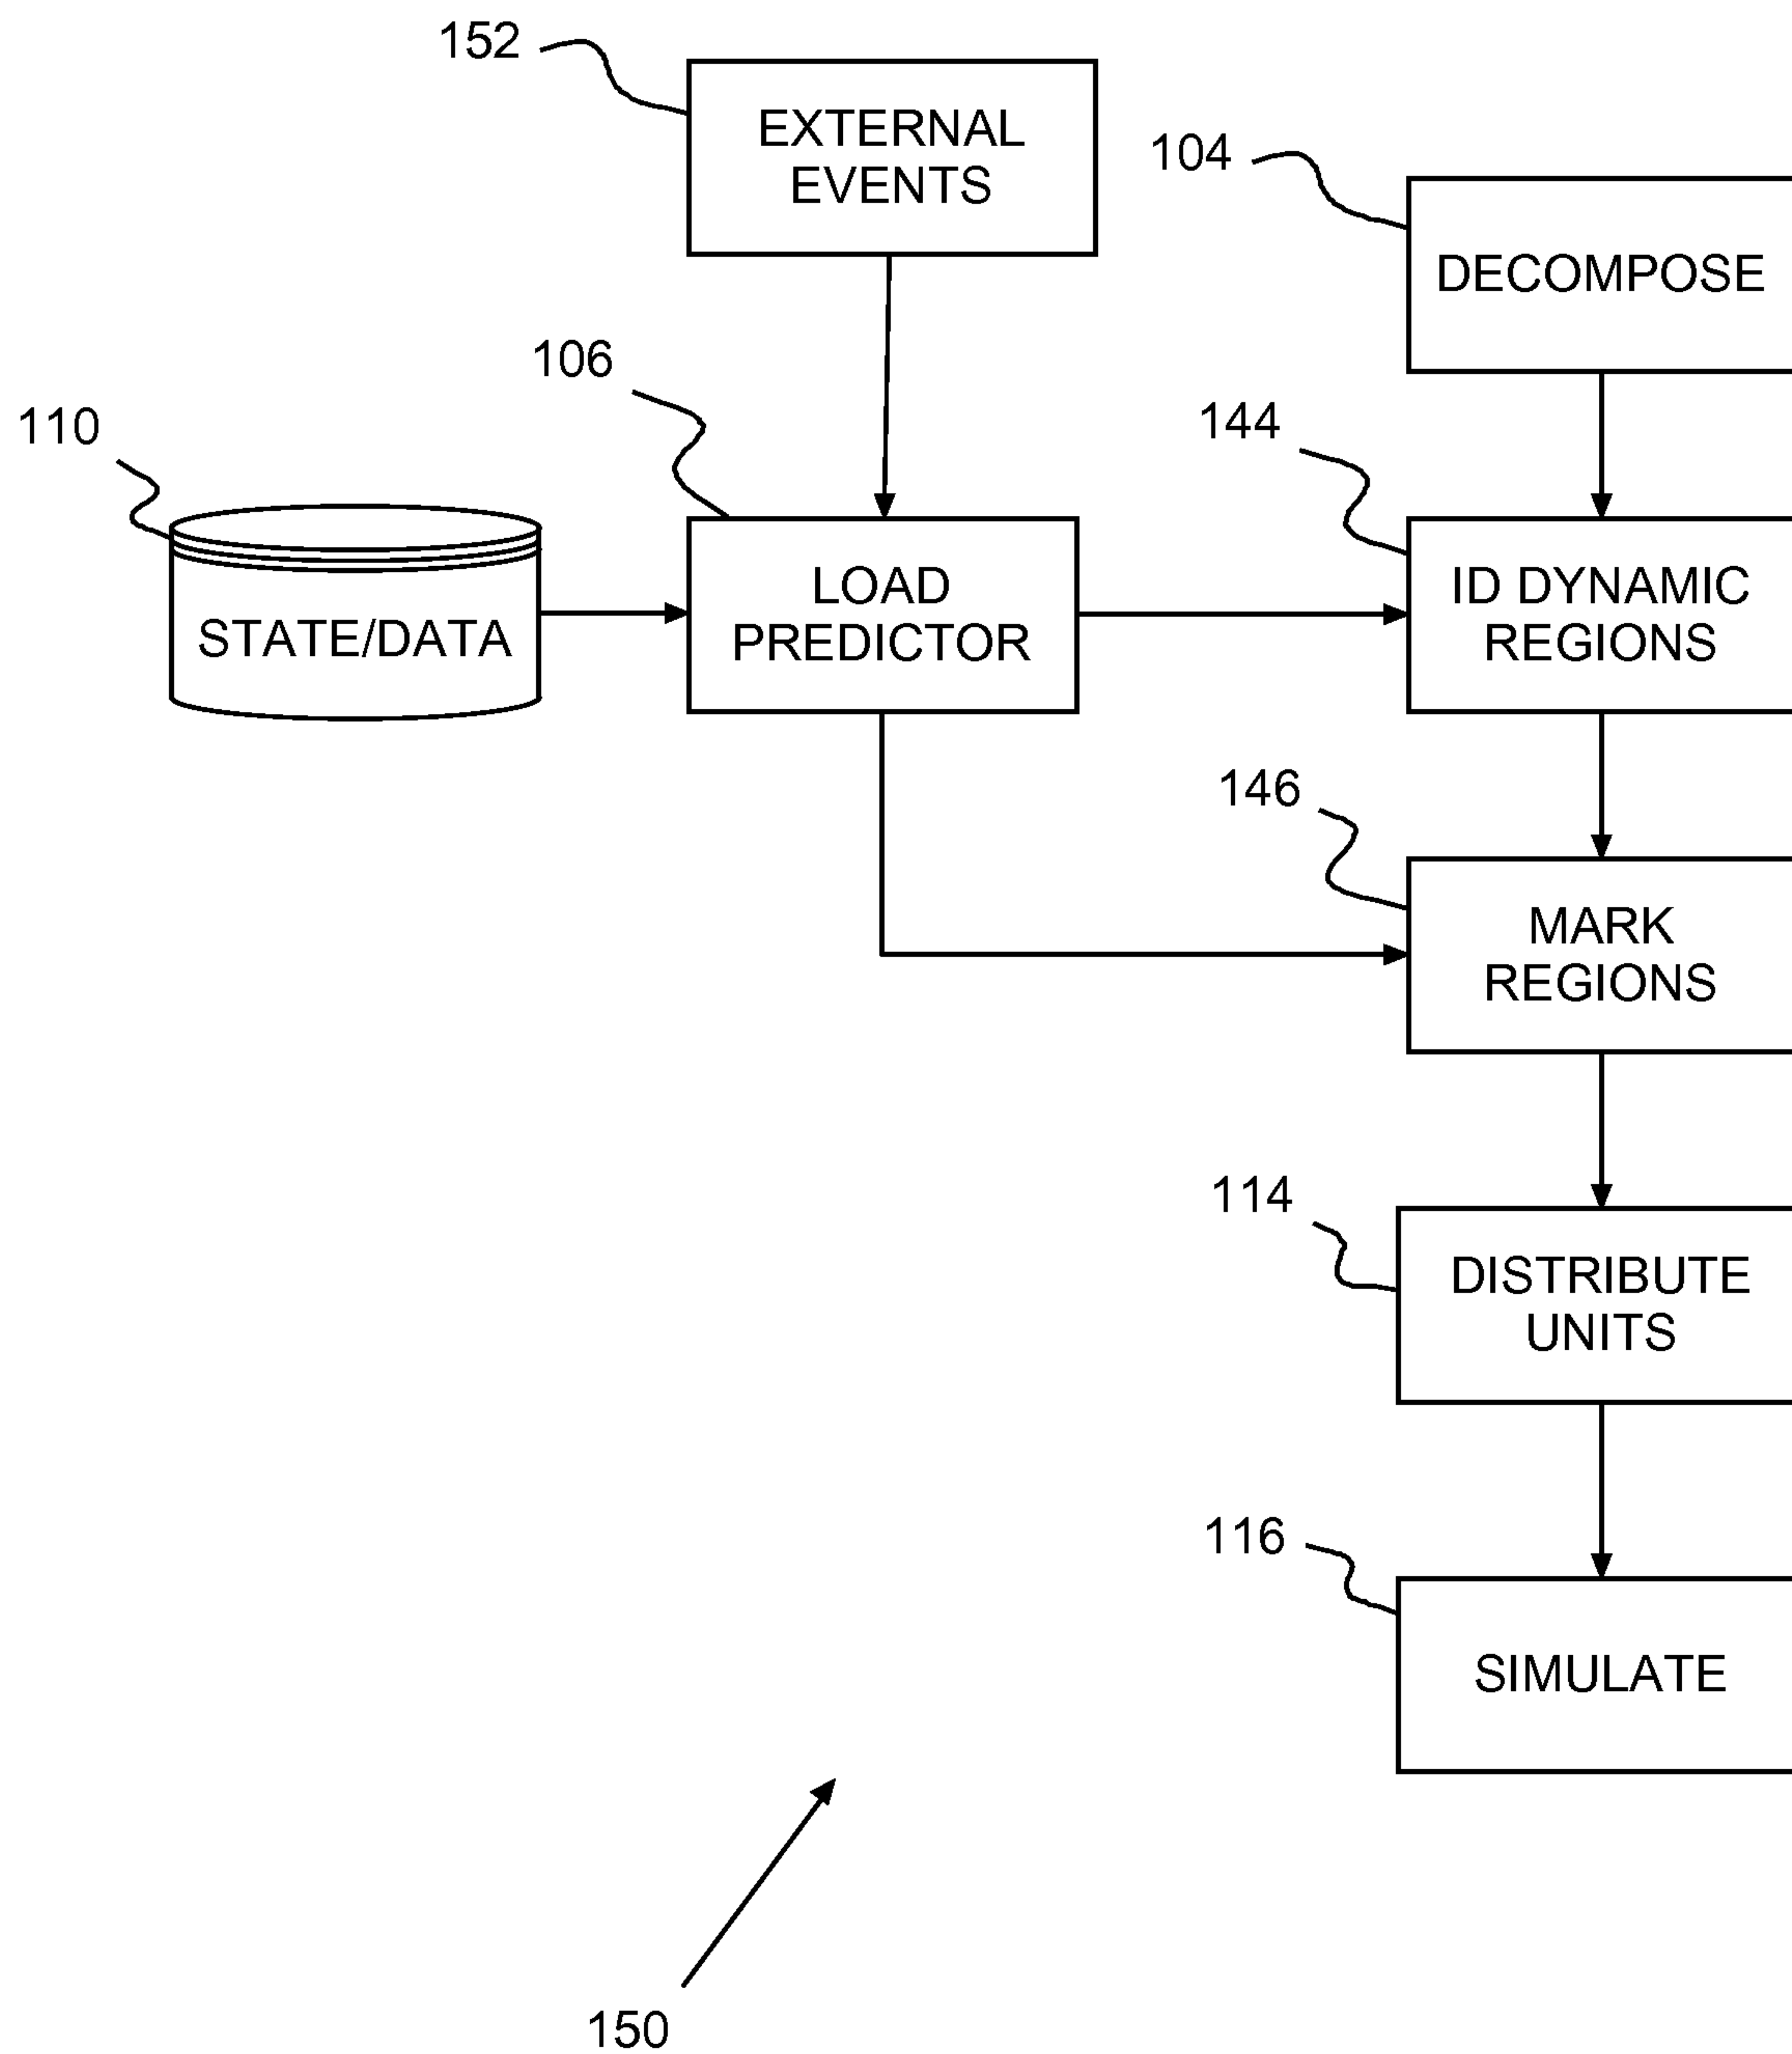 152
EXTERNAL
EVENTS
104
DECOMPOSE
106
110
144
STATE/DATA
LOAD
PREDICTOR
ID DYNAMIC
REGIONS
146
MARK
REGIONS
114
DISTRIBUTE
UNITS
116
SIMULATE
150